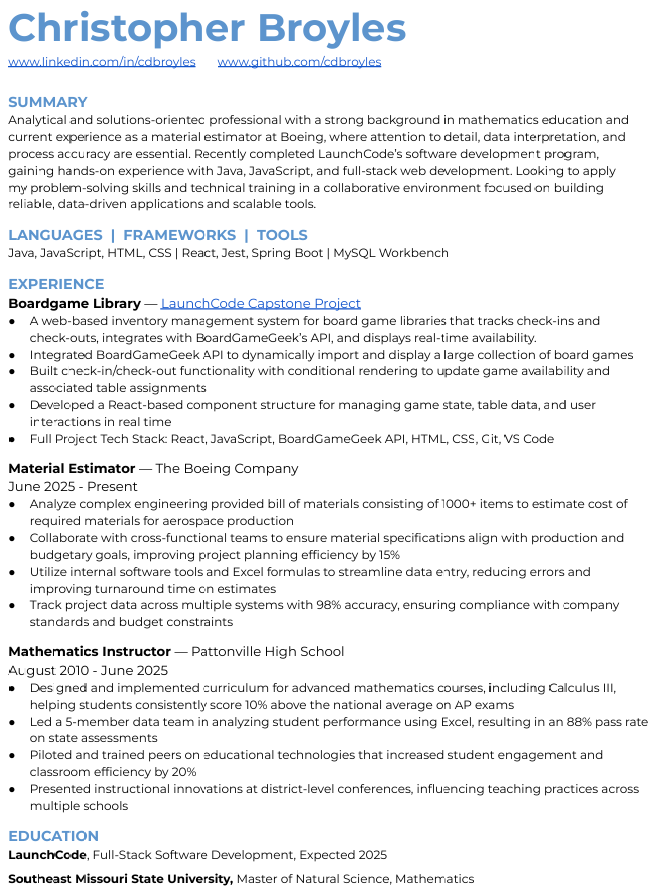 Christopher Broyles
www.linkedin.com/in/cdbroyles www.github.com/cdbroyles
SUMMARY
Analytical and solutions-oriented professional with a strong background in mathematics education and
current experience as a material estimator at Boeing, where attention to detail, data interpretation, and
process accuracy are essential. Recently completed LaunchCode's software development program,
gaining hands-on experience with Java, JavaScript, and full-stack web development. Looking to apply
my problem-solving skills and technical training in a collaborative environment focused on building
reliable, data-driven applications and scalable tools.
LANGUAGES | FRAMEWORKS | TOOLS
Java, JavaScript, HTML, CSS | React, Jest, Spring Boot | MySQL Workbench
EXPERIENCE
Boardgame Library — LaunchCode Capstone Project
● A web-based inventory management system for board game libraries that tracks check-ins and
check-outs, integrates with BoardGameGeek's API, and displays real-time availability.
● Integrated BoardGameGeek API to dynamically import and display a large collection of board games
● Built check-in/check-out functionality with conditional rendering to update game availability and
associated table assignments
● Developed a React-based component structure for managing game state, table data, and user
interactions in real time
● Full Project Tech Stack: React, JavaScript, BoardGameGeek API, HTML, CSS, Git, VS Code
Material Estimator — The Boeing Company
June 2025 - Present
● Analyze complex engineering provided bill of materials consisting of 1000+ items to estimate cost of
required materials for aerospace production
● Collaborate with cross-functional teams to ensure material specifications align with production and
budgetary goals, improving project planning efficiency by 15%
● Utilize internal software tools and Excel formulas to streamline data entry, reducing errors and
improving turnaround time on estimates
● Track project data across multiple systems with 98% accuracy, ensuring compliance with company
standards and budget constraints
Mathematics Instructor — Pattonville High School
August 2010 - June 2025
● Designed and implemented curriculum for advanced mathematics courses, including Calculus III,
helping students consistently score 10% above the national average on AP exams
● Led a 5-member data team in analyzing student performance using Excel, resulting in an 88% pass rate
on state assessments
● Piloted and trained peers on educational technologies that increased student engagement and
classroom efficiency by 20%
● Presented instructional innovations at district-level conferences, influencing teaching practices across
multiple schools
EDUCATION
LaunchCode, Full-Stack Software Development, Expected 2025
Southeast Missouri State University, Master of Natural Science, Mathematics